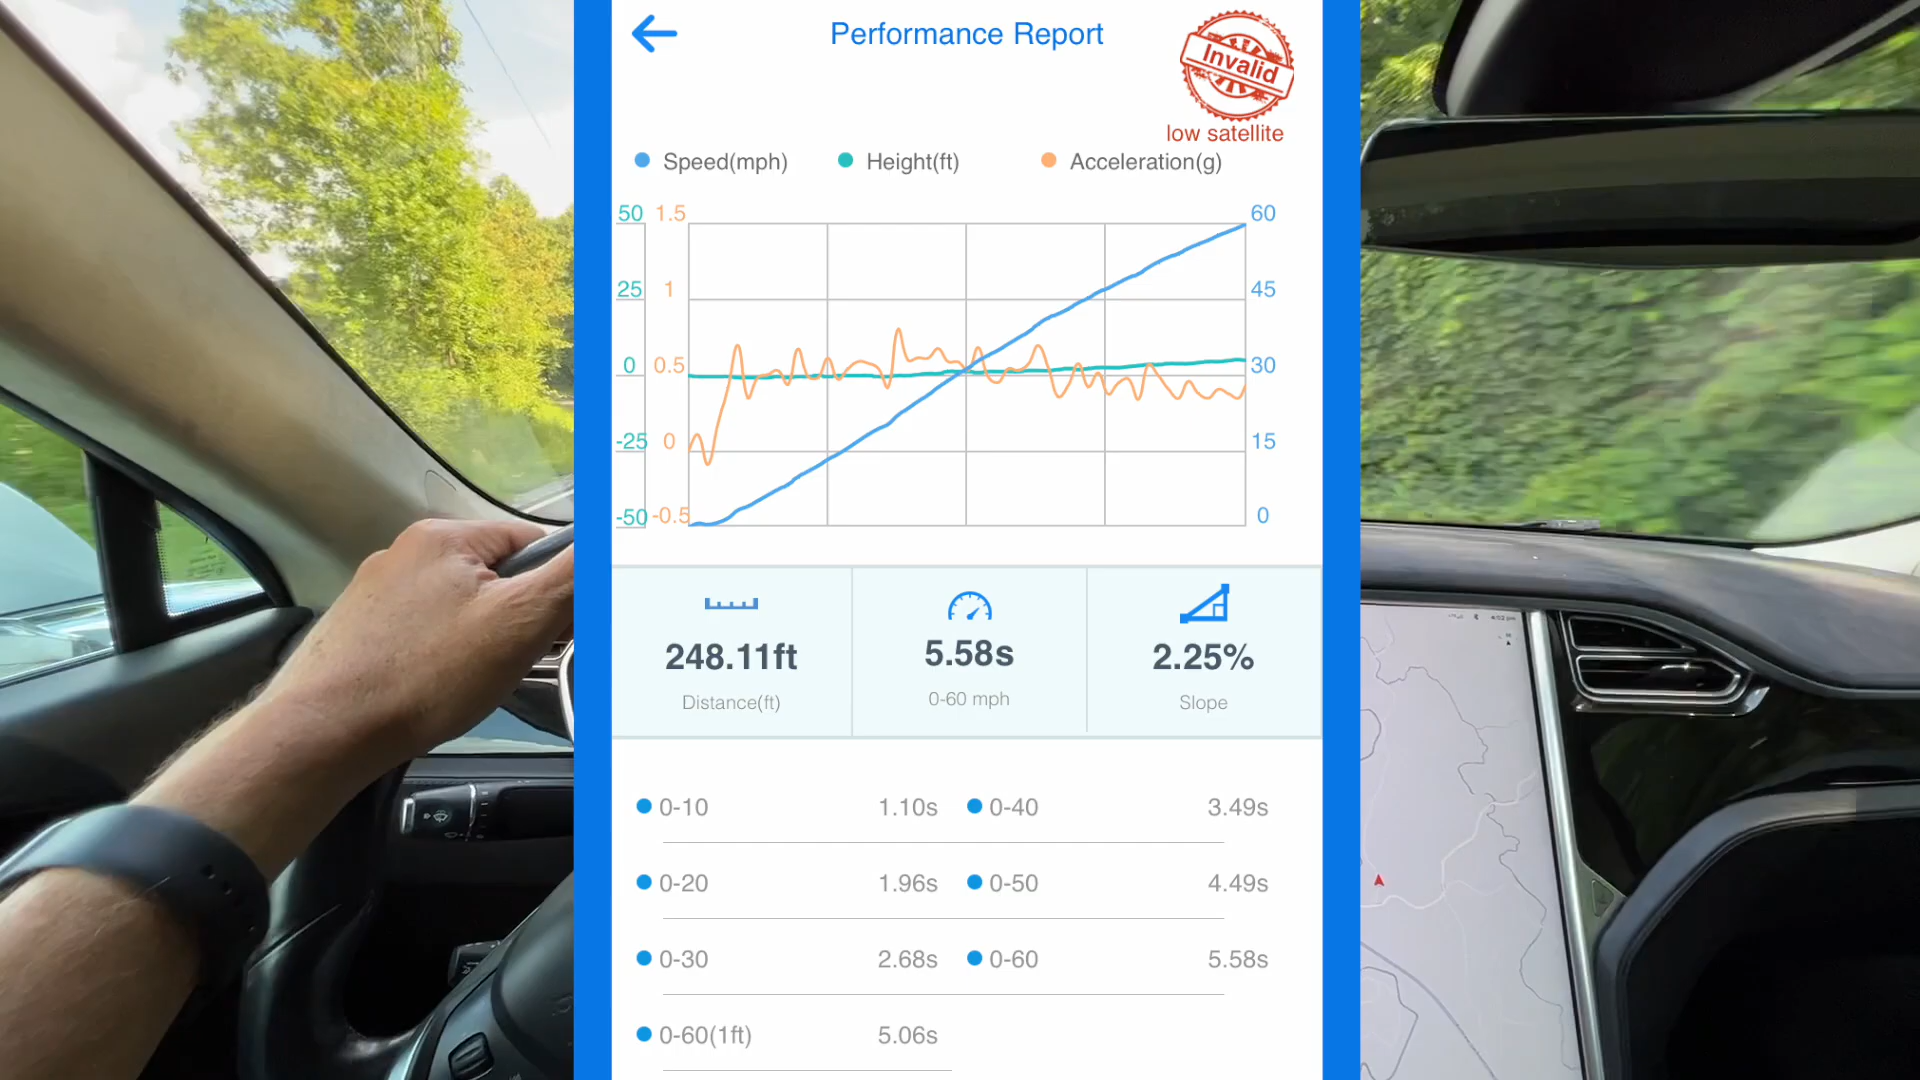 Performance Report
Invalid
low satellite
Speed(mph) Height(ft) Acceleration(g)
50 1.5 60
25 1 45
0 0.5 30
-25 0 15
-50 -0.5 0
248.11ft 5.58s 2.25%
Distance(ft) 0-60 mph Slope
0-10 1.10s 0-40 3.49s
0-20 1.96s 0-50 4.49s
0-30 2.68s 0-60 5.58s
0-60(1ft) 5.06s